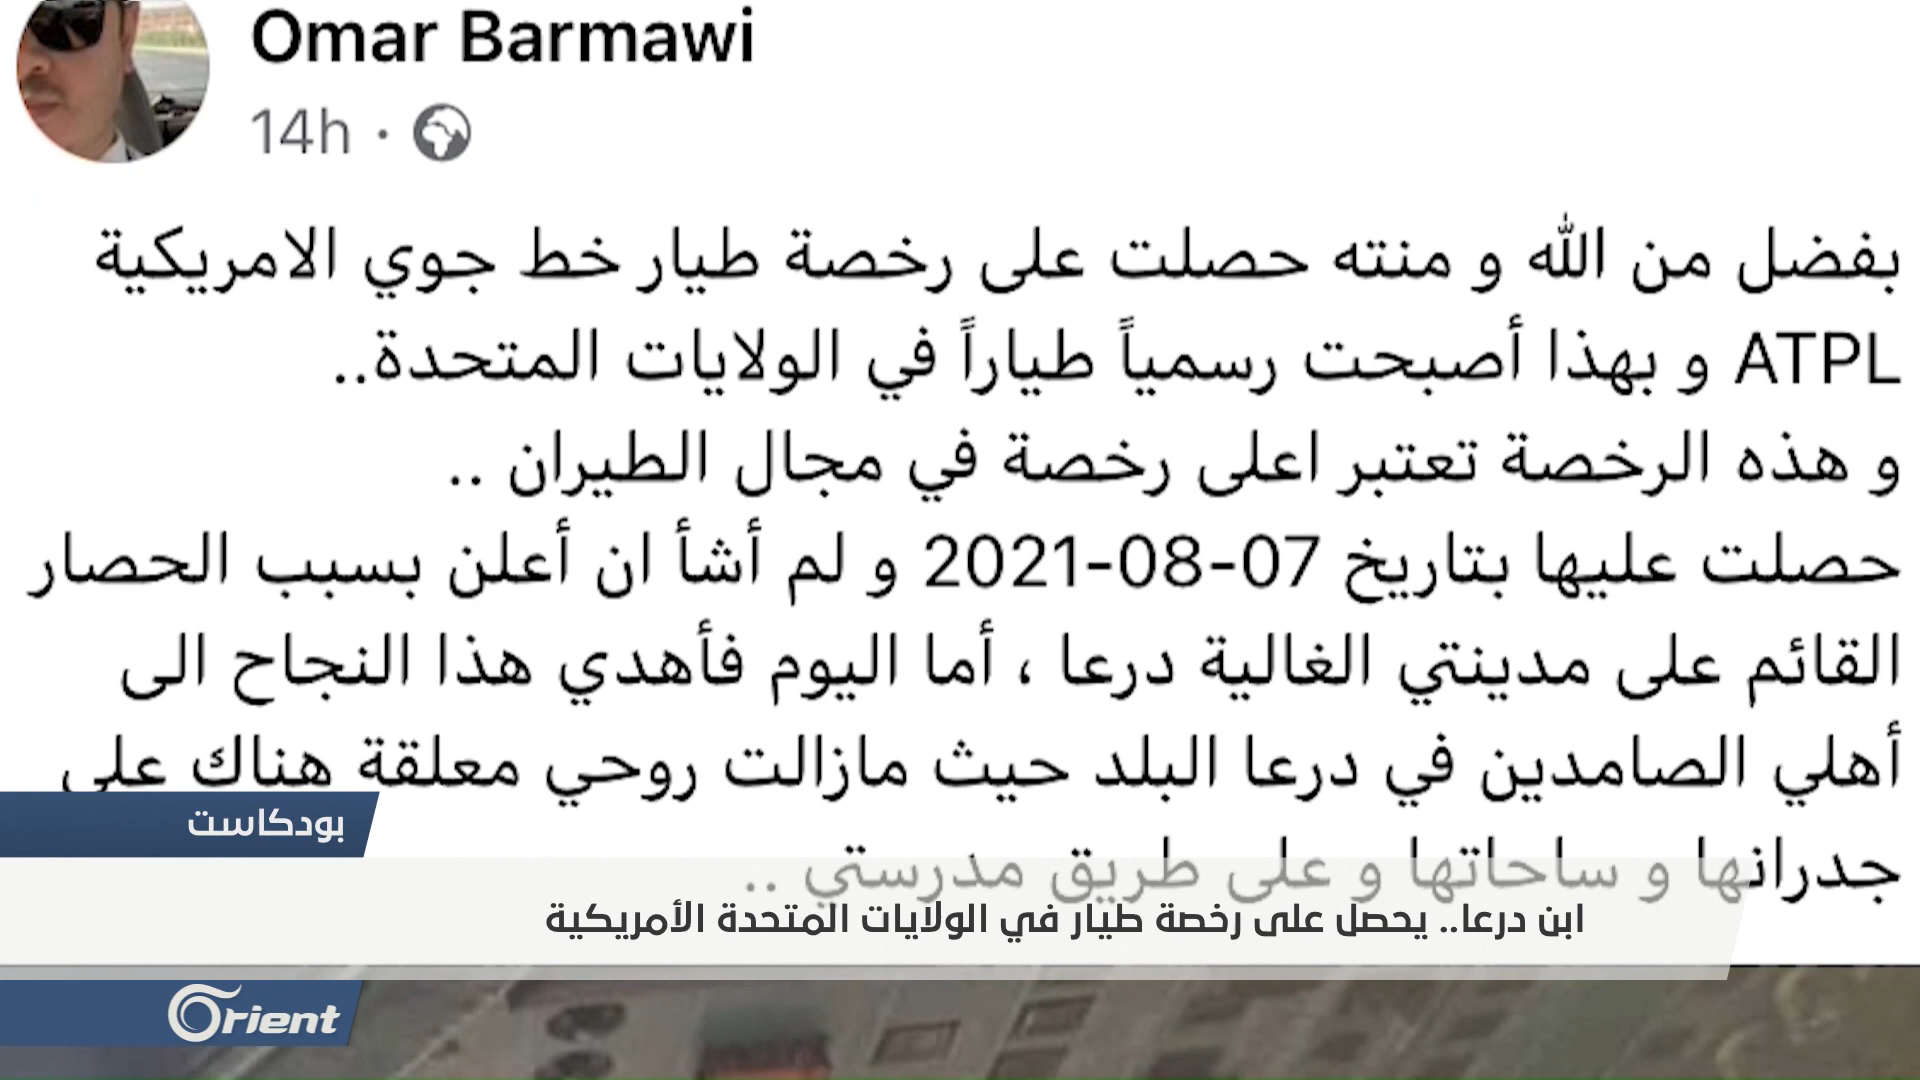 Omar Barmawi
14h ·
بفضل من الله و منته حصلت على رخصة طيار خط جوي الامريكية
ATPL و بهذا أصبحت رسمياً طياراً في الولايات المتحدة..
و هذه الرخصة تعتبر اعلى رخصة في مجال الطيران ..
حصلت عليها بتاريخ 07-08-2021 و لم أشأ ان أعلن بسبب الحصار
القائم على مدينتي الغالية درعا ، أما اليوم فأهدي هذا النجاح الى
أهلي الصامدين في درعا البلد حيث مازالت روحي معلقة هناك على
جدرانها و ساحاتها و على طريق مدرستي ..
بودكاست
ابن درعا.. يحصل على رخصة طيار في الولايات المتحدة الأمريكية
Orient